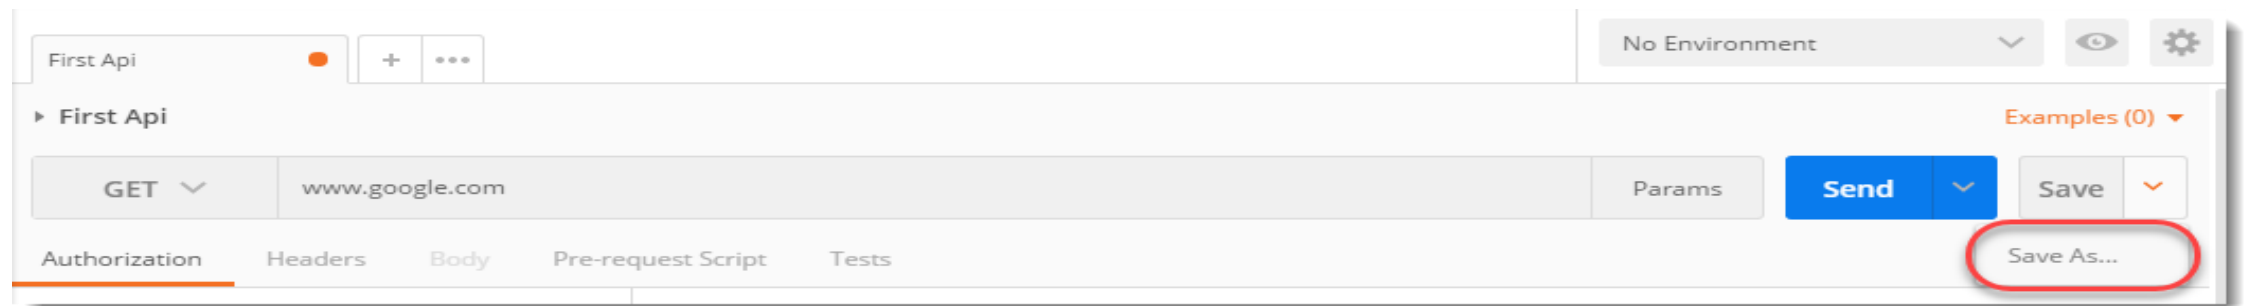 No Environment
First Api
First Api
Examples (0)
GET www.google.com Params Send Save
Authorization Headers Body Pre-request Script Tests Save As...